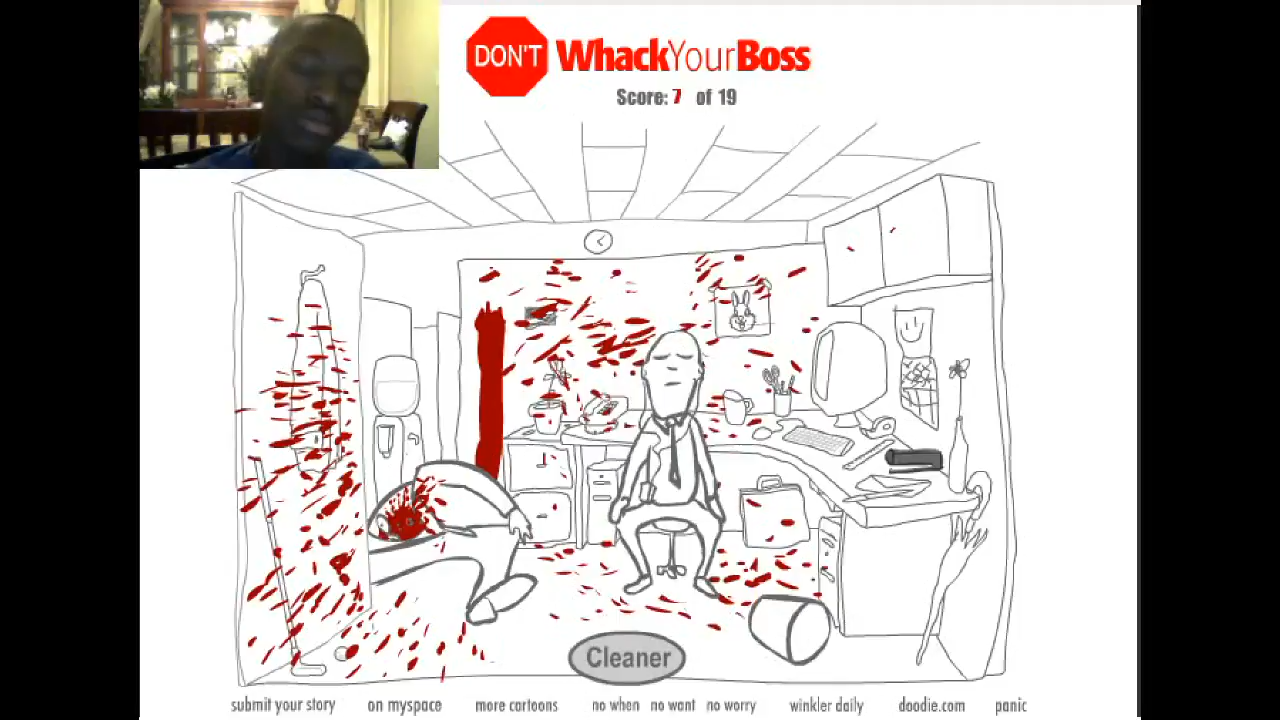 DON'T WhackYourBoss
Score: 7 of 19
Cleaner
submit your story on myspace more cartoons no when no want no worry winkler daily doodie.com panic